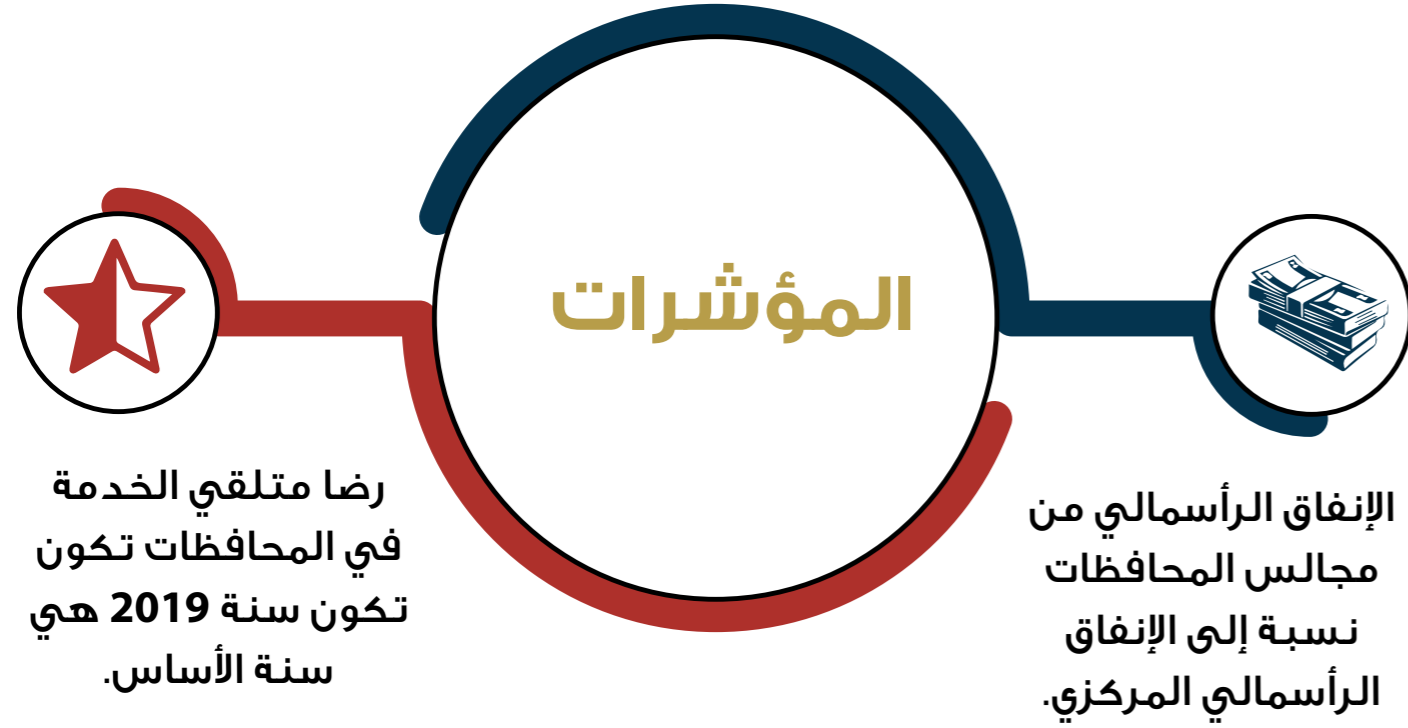 المؤشرات
الإنفاق الرأسمالي من
مجالس المحافظات
نسبة إلى الإنفاق
الرأسمالي المركزي.
رضا متلقي الخدمة
في المحافظات تكون
تكون سنة 2019 هي
سنة الأساس.